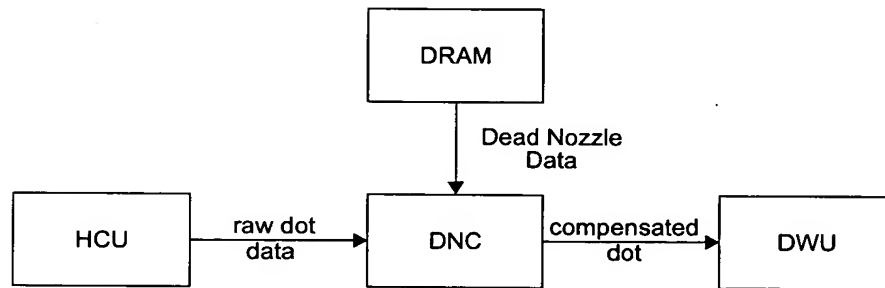 DRAM
Dead Nozzle
Data
HCU
raw dot
data
DNC
compensated
dot
DWU